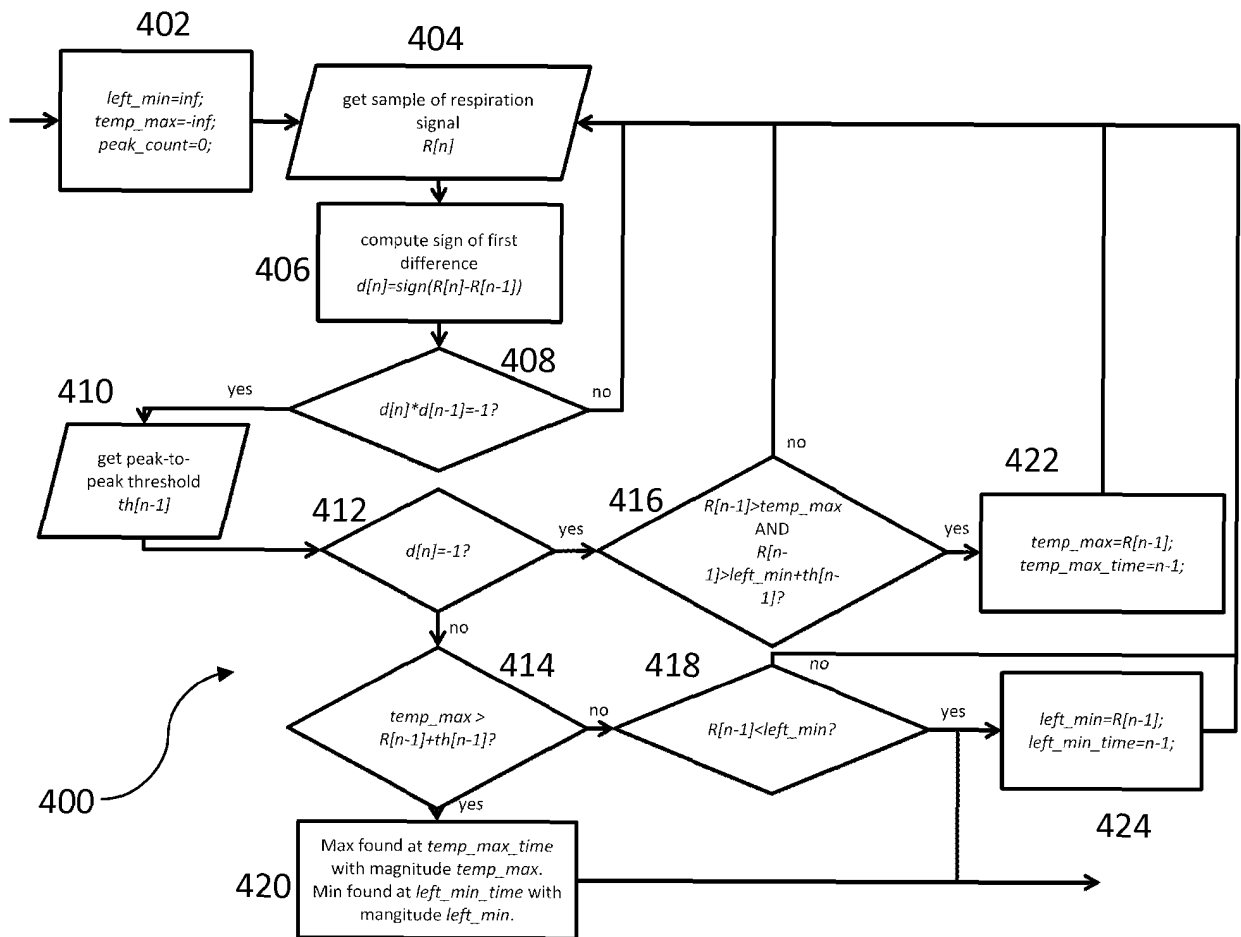 402
left_min=inf;
temp_max=-inf;
peak_count=0;
404
get sample of respiration
signal
R[n]
406
compute sign of first
difference
d[n]=sign(R[n]-R[n-1])
408
d[n]*d[n-1]=-1?
yes
no
410
get peak-to-
peak threshold
th[n-1]
412
d[n]=-1?
yes
no
416
no
R[n-1]>temp_max
AND
R[n-
1]>left_min+th[n-
1]?
yes
422
temp_max=R[n-1];
temp_max_time=n-1;
414
temp_max >
R[n-1]+th[n-1]?
no
yes
418
no
R[n-1]<left_min?
yes
left_min=R[n-1];
left_min_time=n-1;
424
400
420
Max found at temp_max_time
with magnitude temp_max.
Min found at left_min_time with
mangitude left_min.